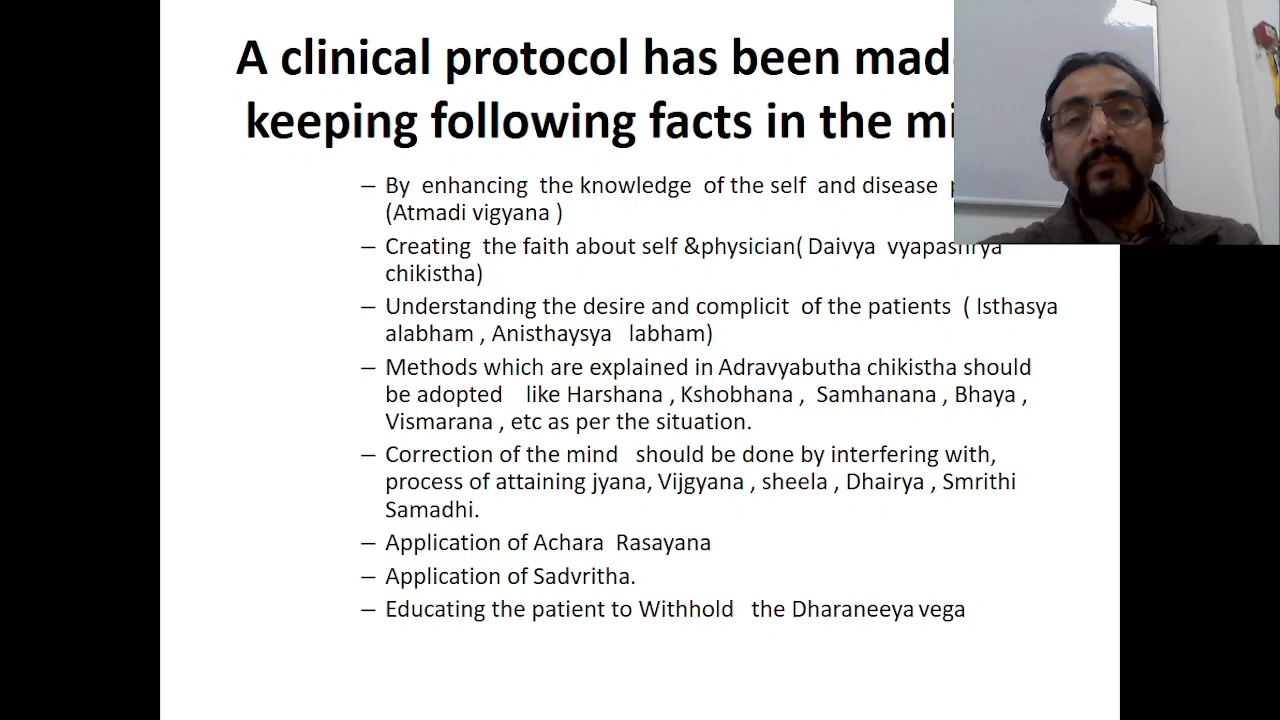 A clinical protocol has been
keeping following facts in the
– By enhancing the knowledge of the self and disease
(Atmadi vigyana )
– Creating the faith about self &physician( Daivya vyapashrya
chikistha)
– Understanding the desire and complicit of the patients ( Isthasya
alabham , Anisthaysya labham)
– Methods which are explained in Adravyabutha chikistha should
be adopted like Harshana , Kshobhana , Samhanana , Bhaya ,
Vismarana , etc as per the situation.
– Correction of the mind should be done by interfering with,
process of attaining jyana, Vijgyana , sheela , Dhairya , Smrithi
Samadhi.
– Application of Achara Rasayana
– Application of Sadvritha.
– Educating the patient to Withhold the Dharaneeya vega